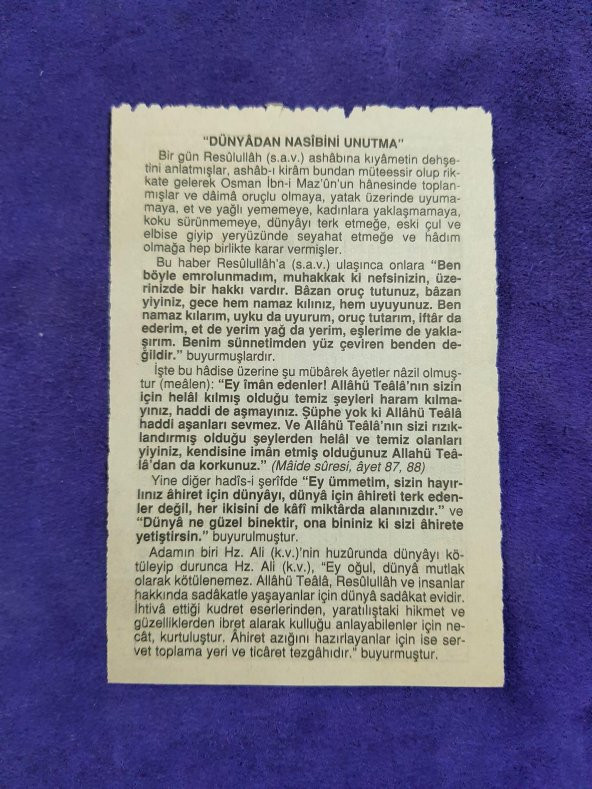 "DÜNYÂDAN NASÎBİNİ UNUTMA"
Bir gün Resûlullâh (s.a.v.) ashâbına kıyâmetin dehşe-
tini anlatmışlar, ashâb-ı kirâm bundan müteessir olup rik-
kate gelerek Osman İbn-i Maz'ûn'un hânesinde toplan-
mışlar ve dâimâ oruçlu olmaya, yatak üzerinde uyuma-
maya, et ve yağlı yememeye, kadınlara yaklaşmamaya,
koku sürünmemeye, dünyâyı terk etmeğe, eski çul ve
elbise giyip yeryüzünde seyahat etmeğe ve hâdım
olmağa hep birlikte karar vermişler.
Bu haber Resûlullâh'a (s.a.v.) ulaşınca onlara "Ben
böyle emrolunmadım, muhakkak ki nefsinizin, üze-
rinizde bir hakkı vardır. Bâzan oruç tutunuz, bâzan
yiyiniz, gece hem namaz kılınız, hem uyuyunuz. Ben
namaz kılarım, uyku da uyurum, oruç tutarım, iftâr da
ederim, et de yerim yağ da yerim, eşlerime de yakla-
şırım. Benim sünnetimden yüz çeviren benden de-
ğildir." buyurmuşlardır.
İşte bu hâdise üzerine şu mübârek âyetler nâzil olmuş-
tur (meâlen): "Ey îmân edenler! Allâhü Teâlâ'nın sizin
için helâl kılmış olduğu temiz şeyleri haram kılma-
yınız, haddi de aşmayınız. Şüphe yok ki Allâhü Teâlâ
haddi aşanları sevmez. Ve Allâhü Teâlâ'nın sizi rızık-
landırmış olduğu şeylerden helâl ve temiz olanları
yiyiniz, kendisine imân etmiş olduğunuz Allahü Teâ-
lâ'dan da korkunuz." (Mâide sûresi, âyet 87, 88)
Yine diğer hadîs-i şerîfde "Ey ümmetim, sizin hayır-
lınız âhiret için dünyâyı, dünya için âhireti terk eden-
ler değil, her ikisini de kâfi miktârda alanınızdır." ve
"Dünyâ ne güzel binektir, ona bininiz ki sizi âhirete
yetiştirsin." buyurulmuştur.
Adamın biri Hz. Ali (k.v.)'nin huzûrunda dünyâyı kö-
tüleyip durunca Hz. Ali (k.v.), "Ey oğul, dünyâ mutlak
olarak kötülenemez. Allâhü Teâlâ, Resûlullâh ve insanlar
hakkında sadâkatle yaşayanlar için dünya sadâkat evidir.
İhtivâ ettiği kudret eserlerinden, yaratılıştaki hikmet ve
güzelliklerden ibret alarak kulluğu anlayabilenler için ne-
cât, kurtuluştur. Âhiret azığını hazırlayanlar için ise ser-
vet toplama yeri ve ticâret tezgâhıdır." buyurmuştur.